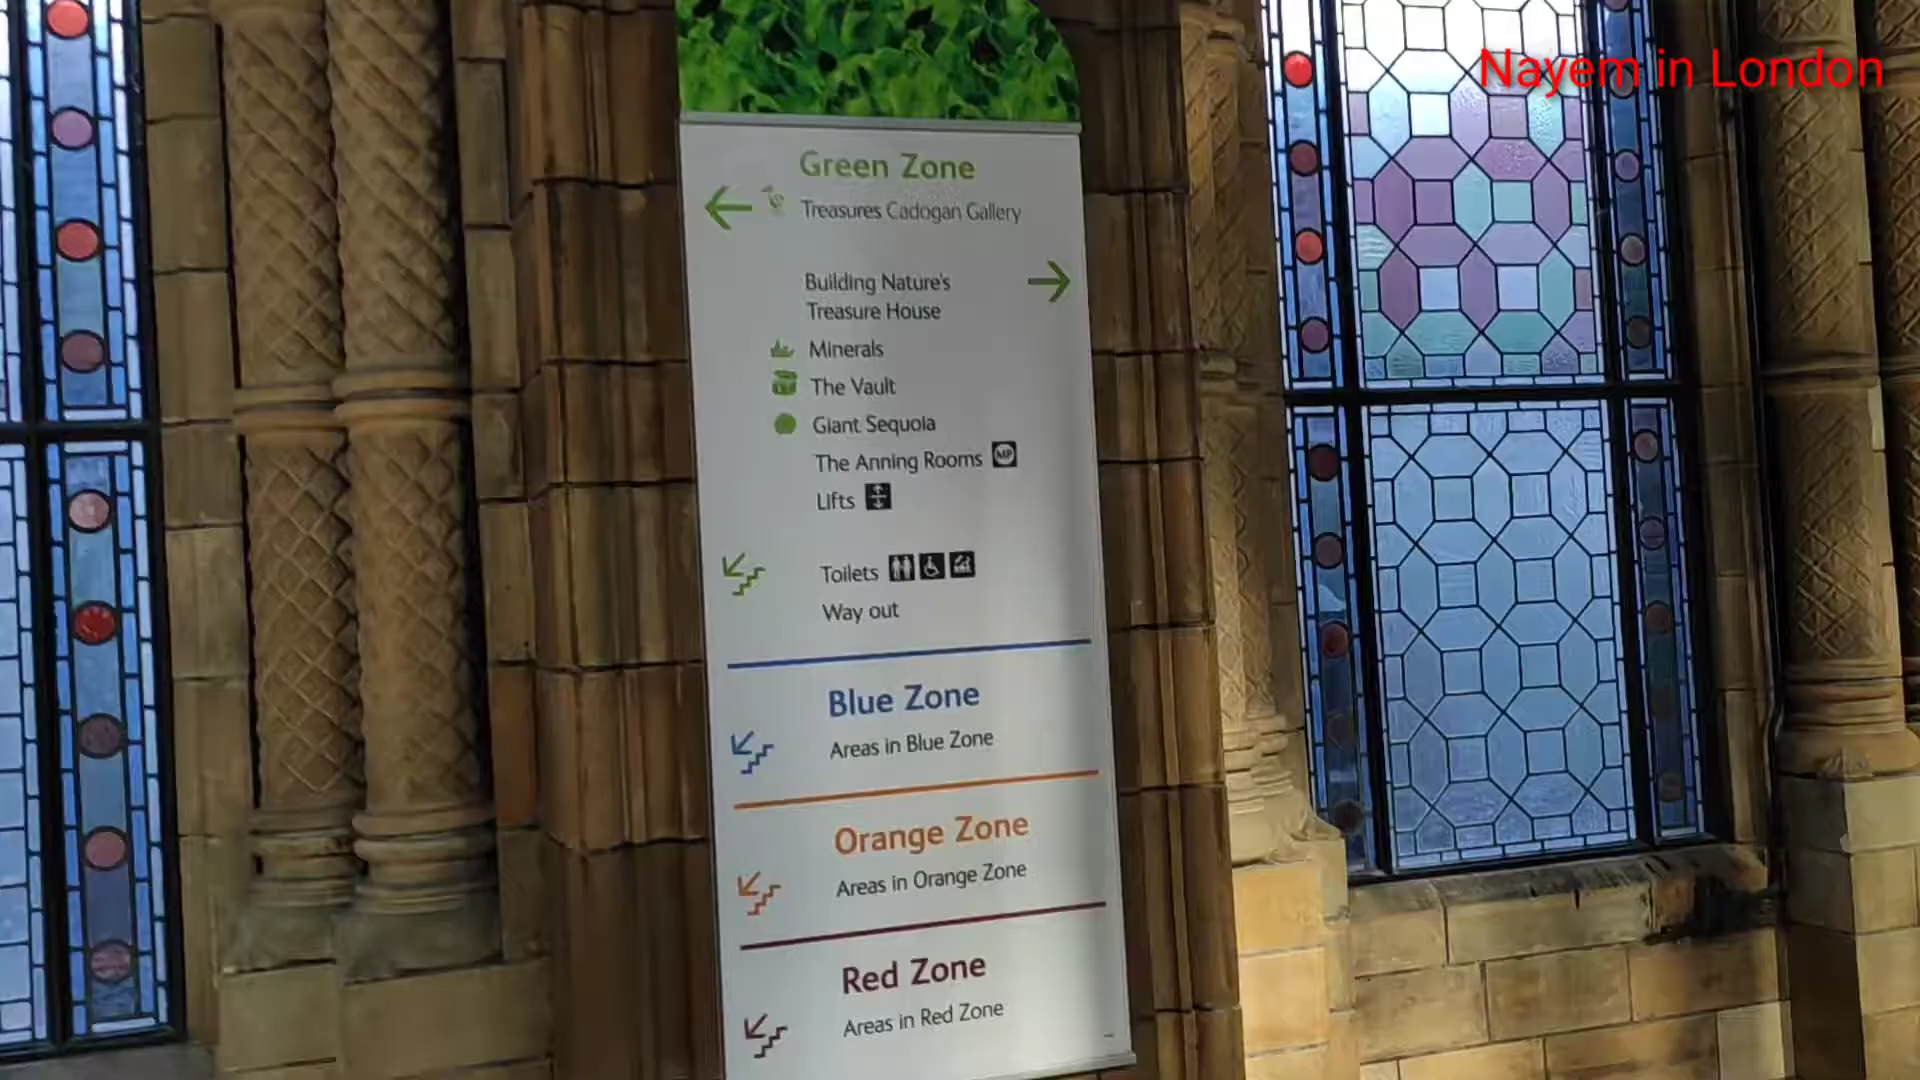 Nayem in London
Green Zone
Treasures Cadogan Gallery
Building Nature's
Treasure House
Minerals
The Vault
Giant Sequoia
The Anning Rooms MP
Lifts
Toilets
Way out
Blue Zone
Areas in Blue Zone
Orange Zone
Areas in Orange Zone
Red Zone
Areas in Red Zone